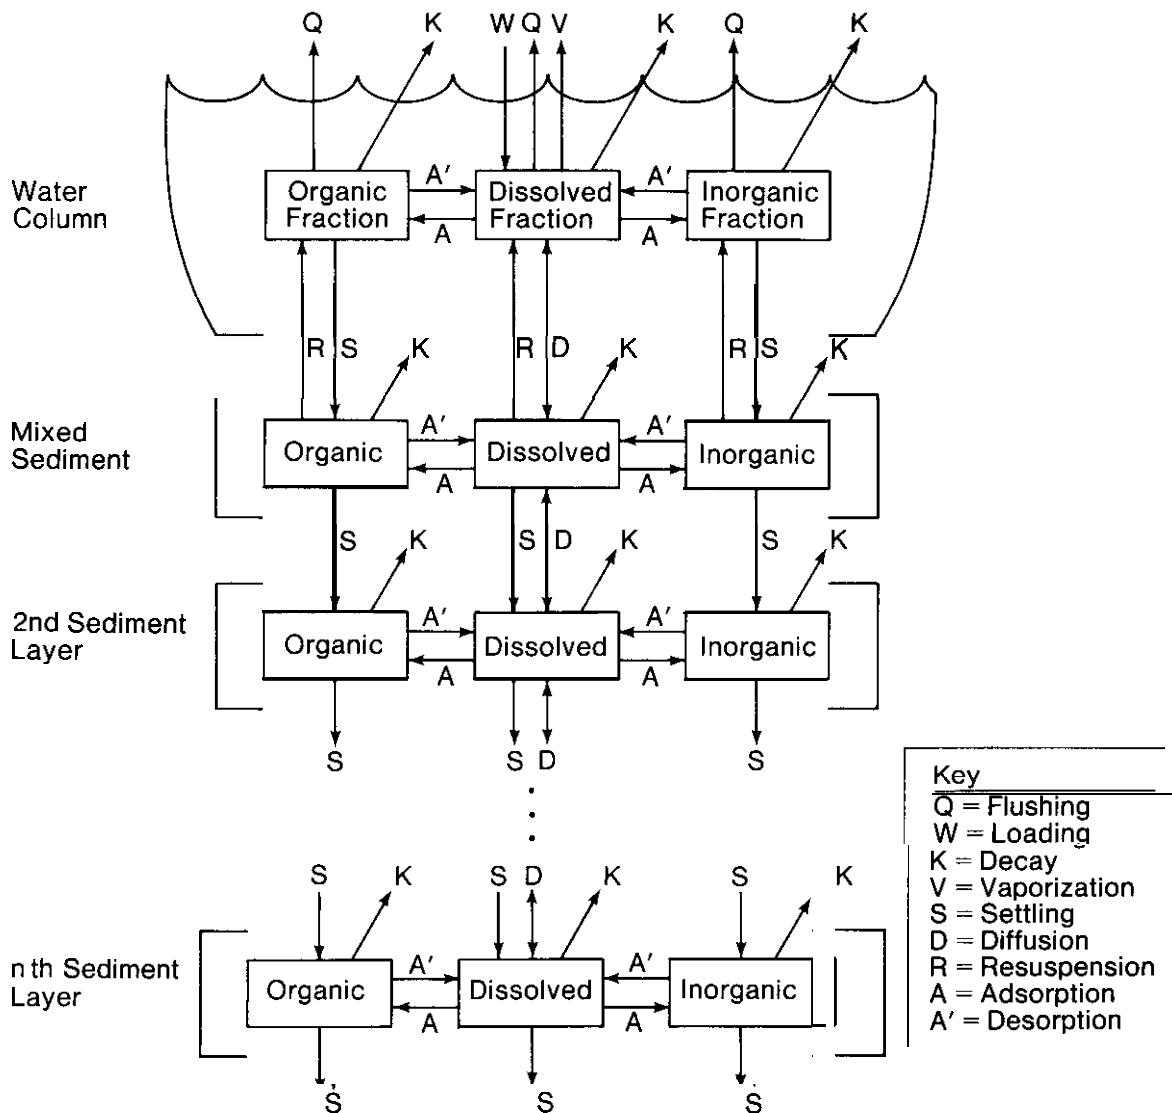 Q K W Q V K Q K
Water
Column
Organic
Fraction
A'
A
Dissolved
Fraction
A'
A
Inorganic
Fraction
R S K R D K R S K
Mixed
Sediment
Organic
A'
A
Dissolved
A'
A
Inorganic
S K S D K S K
2nd Sediment
Layer
Organic
A'
A
Dissolved
A'
A
Inorganic
S S D S
S K S D K S K
n th Sediment
Layer
Organic
A'
A
Dissolved
A'
A
Inorganic
S S S
Key
Q = Flushing
W = Loading
K = Decay
V = Vaporization
S = Settling
D = Diffusion
R = Resuspension
A = Adsorption
A' = Desorption